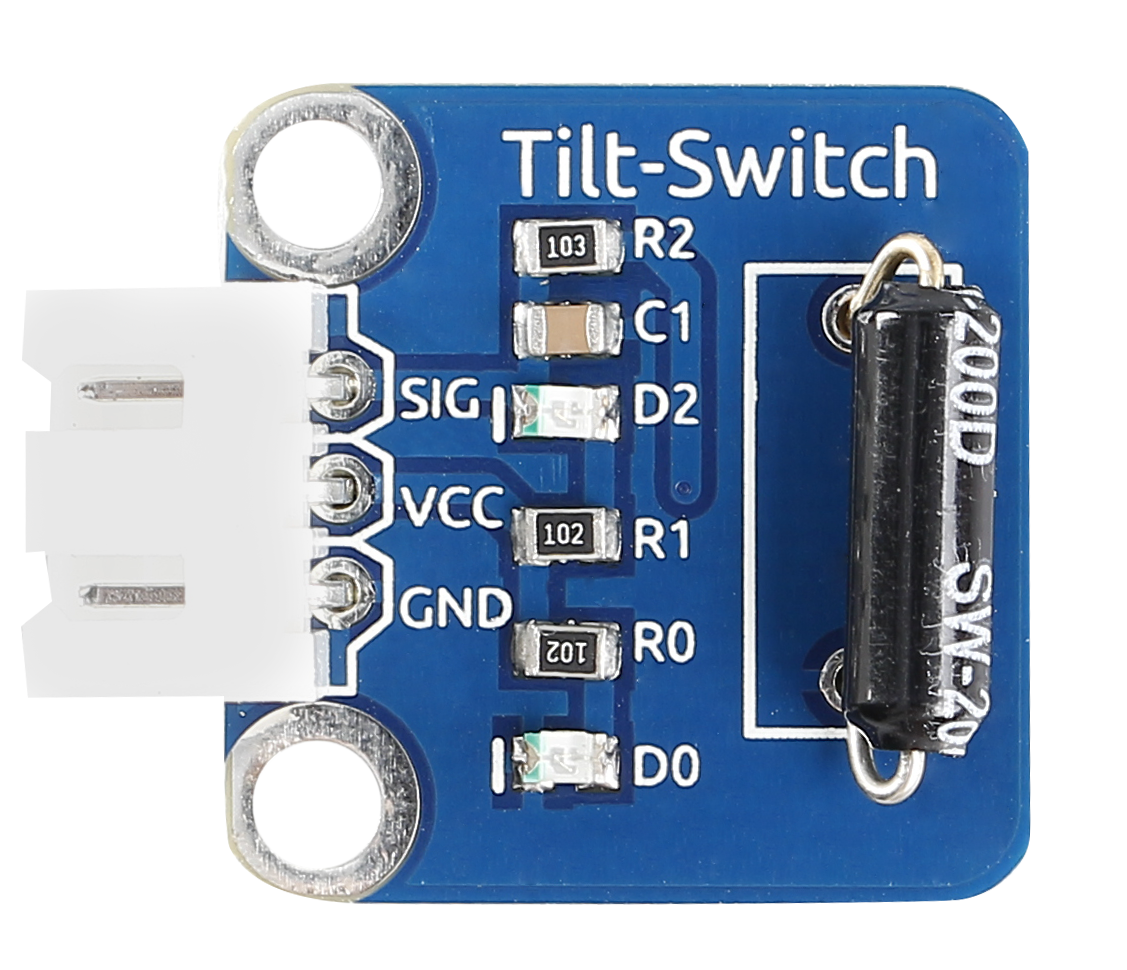 Tilt-Switch
103 R2
C1
SIG D2
VCC
102 R1
GND
102 R0
D0
-200D SW-20